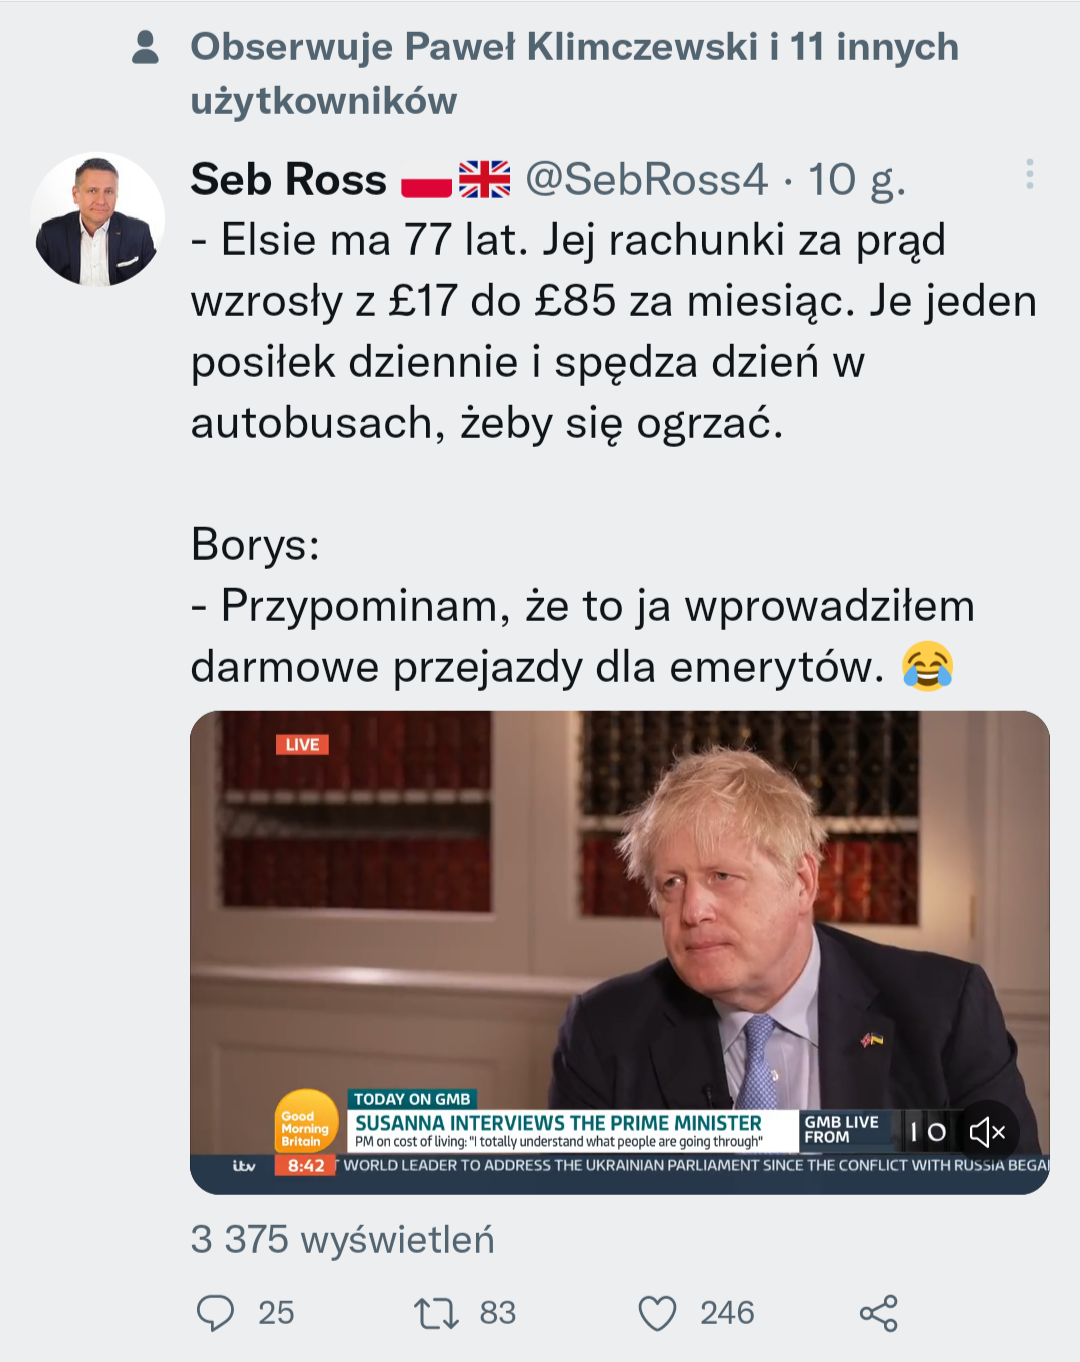 Obserwuje Paweł Klimczewski i 11 innych
użytkowników
Seb Ross @SebRoss4 · 10 g.
- Elsie ma 77 lat. Jej rachunki za prąd
wzrosły z £17 do £85 za miesiąc. Je jeden
posiłek dziennie i spędza dzień w
autobusach, żeby się ogrzać.
Borys:
- Przypominam, że to ja wprowadziłem
darmowe przejazdy dla emerytów. 😂
LIVE
TODAY ON GMB
Good
Morning
Britain
SUSANNA INTERVIEWS THE PRIME MINISTER
PM on cost of living: "I totally understand what people are going through"
GMB LIVE
FROM
itv
8:42
WORLD LEADER TO ADDRESS THE UKRAINIAN PARLIAMENT SINCE THE CONFLICT WITH RUSSIA BEGA
3 375 wyświetleń
25
83
246